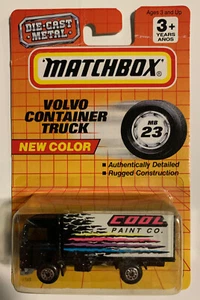 DIE-CAST
METAL
Ages 3 and Up
3+
YEARS
AÑOS
MATCHBOX
VOLVO
CONTAINER
TRUCK
MB
23
NEW COLOR
• Authentically Detailed
• Rugged Construction
COOL
PAINT CO.